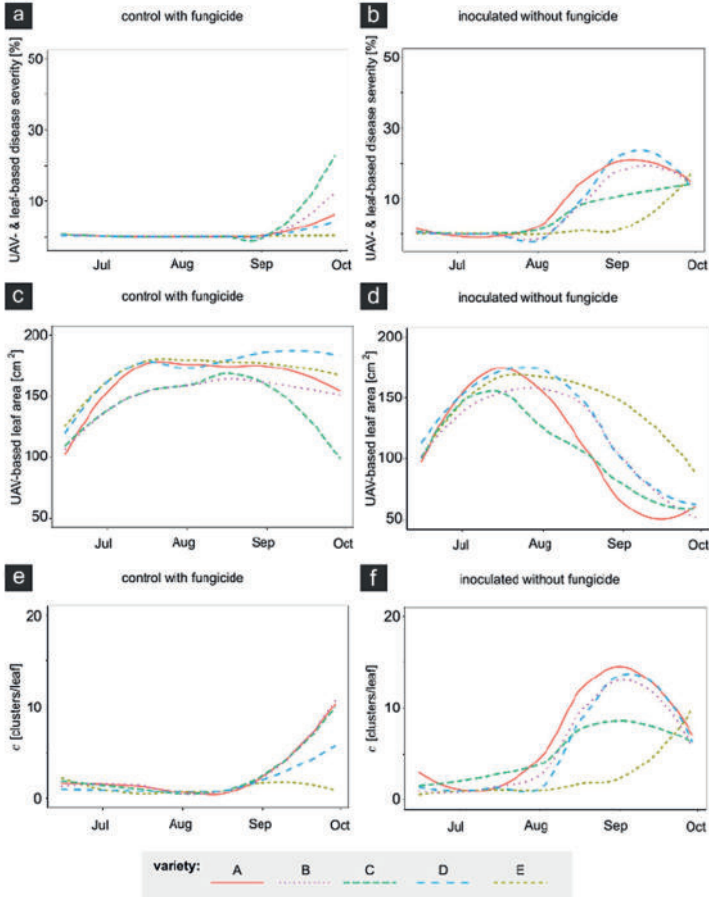 a
control with fungicide
UAV- & leaf-based disease severity [%]
50
30
10
Jul Aug Sep Oct
b
inoculated without fungicide
UAV- & leaf-based disease severity [%]
50
30
10
Jul Aug Sep Oct
c
control with fungicide
UAV-based leaf area [cm²]
200
150
100
50
Jul Aug Sep Oct
d
inoculated without fungicide
UAV-based leaf area [cm²]
200
150
100
50
Jul Aug Sep Oct
e
control with fungicide
c [clusters/leaf]
20
10
0
Jul Aug Sep Oct
f
inoculated without fungicide
c [clusters/leaf]
20
10
0
Jul Aug Sep Oct
variety: A B C D E